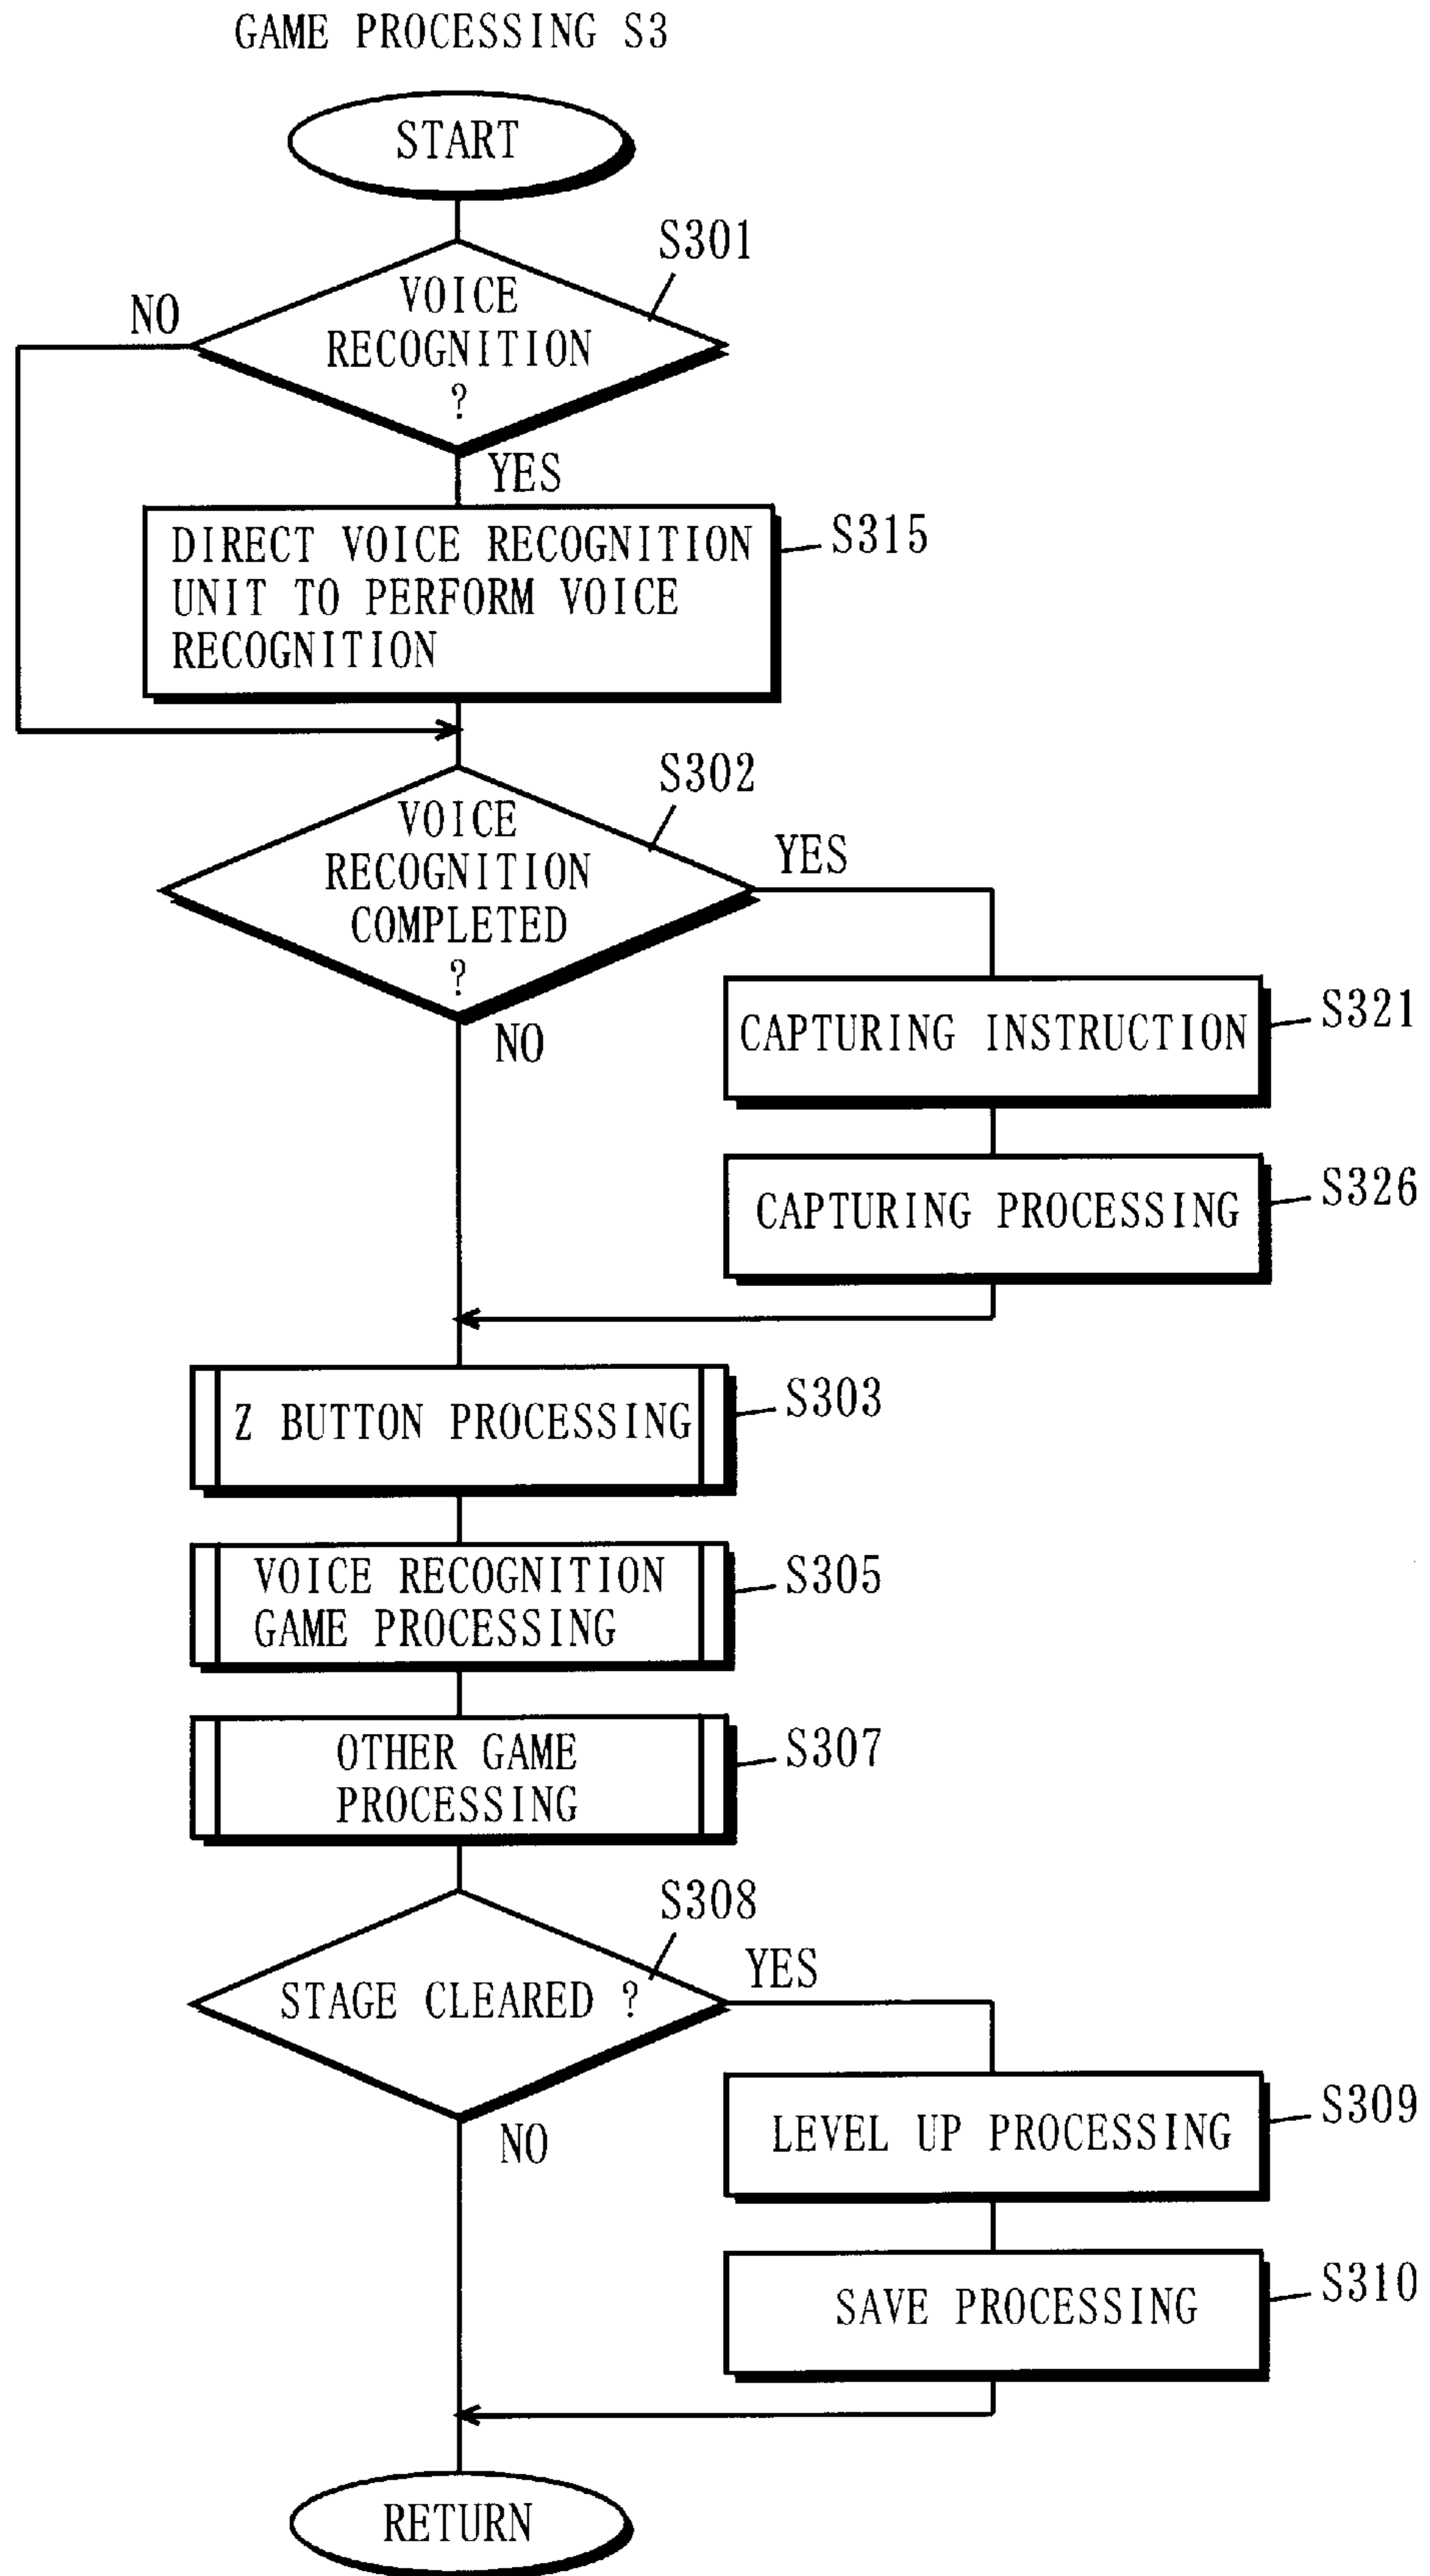 GAME PROCESSING S3
START
S301
VOICE
RECOGNITION
?
NO
YES
DIRECT VOICE RECOGNITION
UNIT TO PERFORM VOICE
RECOGNITION
S315
S302
VOICE
RECOGNITION
COMPLETED
?
YES
NO
CAPTURING INSTRUCTION
S321
CAPTURING PROCESSING
S326
Z BUTTON PROCESSING
S303
VOICE RECOGNITION
GAME PROCESSING
S305
OTHER GAME
PROCESSING
S307
S308
STAGE CLEARED ?
YES
NO
LEVEL UP PROCESSING
S309
SAVE PROCESSING
S310
RETURN